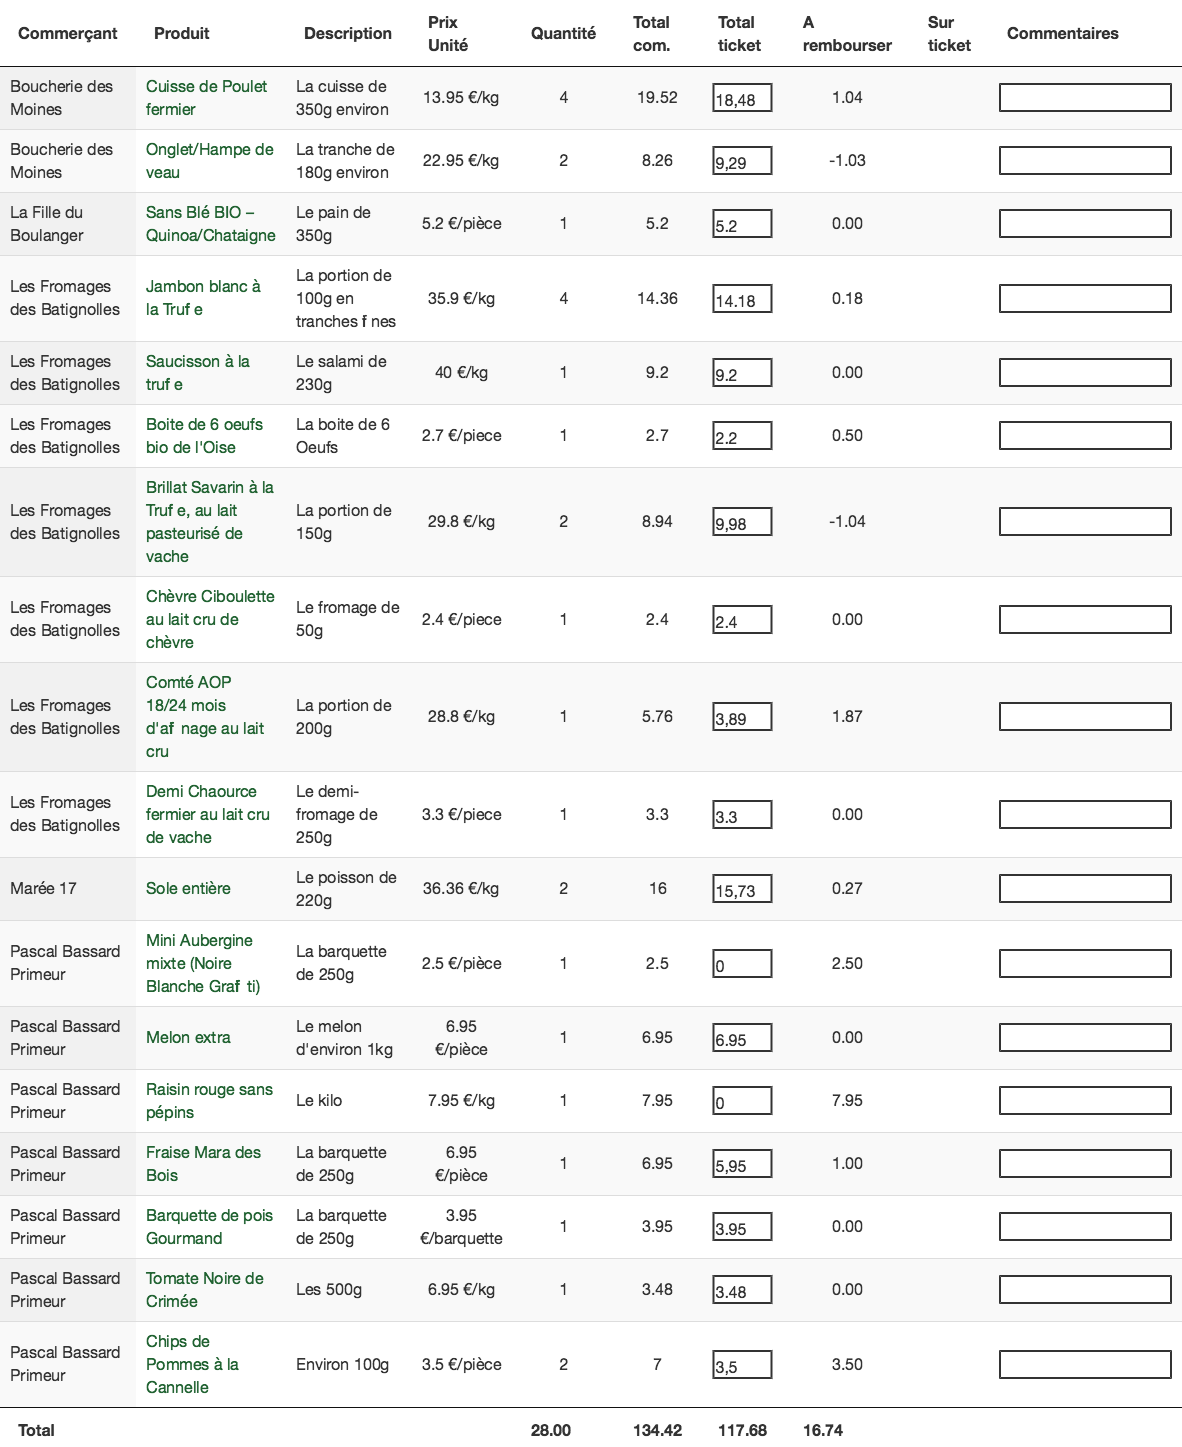 Commerçant Produit Description Prix Unité Quantité Total com. Total ticket A rembourser Sur ticket Commentaires
Boucherie des Moines Cuisse de Poulet fermier La cuisse de 350g environ 13.95 €/kg 4 19.52 18,48 1.04
Boucherie des Moines Onglet/Hampe de veau La tranche de 180g environ 22.95 €/kg 2 8.26 9,29 -1.03
La Fille du Boulanger Sans Blé BIO – Quinoa/Chataigne Le pain de 350g 5.2 €/pièce 1 5.2 5.2 0.00
Les Fromages des Batignolles Jambon blanc à la Truf e La portion de 100g en tranches f nes 35.9 €/kg 4 14.36 14.18 0.18
Les Fromages des Batignolles Saucisson à la truf e Le salami de 230g 40 €/kg 1 9.2 9.2 0.00
Les Fromages des Batignolles Boite de 6 oeufs bio de l'Oise La boite de 6 Oeufs 2.7 €/piece 1 2.7 2.2 0.50
Les Fromages des Batignolles Brillat Savarin à la Truf e, au lait pasteurisé de vache La portion de 150g 29.8 €/kg 2 8.94 9,98 -1.04
Les Fromages des Batignolles Chèvre Ciboulette au lait cru de chèvre Le fromage de 50g 2.4 €/piece 1 2.4 2.4 0.00
Les Fromages des Batignolles Comté AOP 18/24 mois d'af nage au lait cru La portion de 200g 28.8 €/kg 1 5.76 3,89 1.87
Les Fromages des Batignolles Demi Chaource fermier au lait cru de vache Le demi-fromage de 250g 3.3 €/piece 1 3.3 3.3 0.00
Marée 17 Sole entière Le poisson de 220g 36.36 €/kg 2 16 15,73 0.27
Pascal Bassard Primeur Mini Aubergine mixte (Noire Blanche Graf ti) La barquette de 250g 2.5 €/pièce 1 2.5 0 2.50
Pascal Bassard Primeur Melon extra Le melon d'environ 1kg 6.95 €/pièce 1 6.95 6.95 0.00
Pascal Bassard Primeur Raisin rouge sans pépins Le kilo 7.95 €/kg 1 7.95 0 7.95
Pascal Bassard Primeur Fraise Mara des Bois La barquette de 250g 6.95 €/pièce 1 6.95 5,95 1.00
Pascal Bassard Primeur Barquette de pois Gourmand La barquette de 250g 3.95 €/barquette 1 3.95 3.95 0.00
Pascal Bassard Primeur Tomate Noire de Crimée Les 500g 6.95 €/kg 1 3.48 3.48 0.00
Pascal Bassard Primeur Chips de Pommes à la Cannelle Environ 100g 3.5 €/pièce 2 7 3,5 3.50
Total 28.00 134.42 117.68 16.74